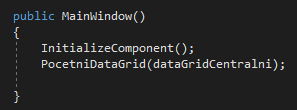 public MainWindow()
{
InitializeComponent();
PocetniDataGrid(dataGridCentralni);
}